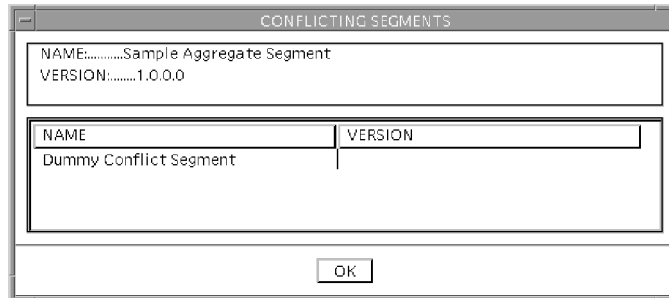 CONFLICTING SEGMENTS
NAME:..........Sample Aggregate Segment
VERSION:.......1.0.0.0
NAME VERSION
Dummy Conflict Segment
OK